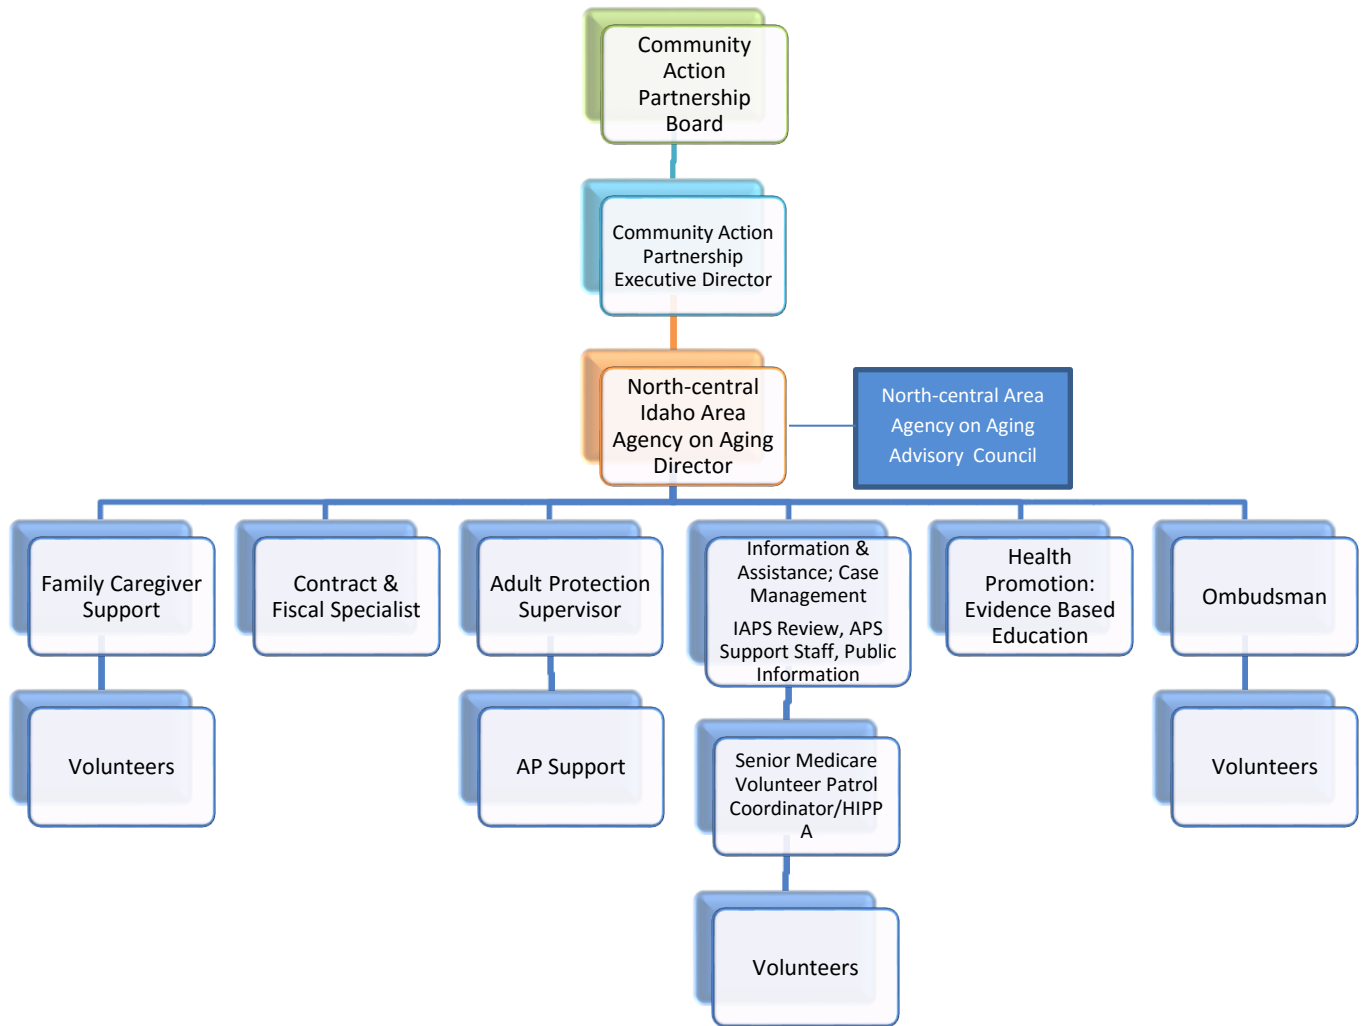 Community
Action
Partnership
Board
Community Action
Partnership
Executive Director
North-central
Idaho Area
Agency on Aging
Director
North-central Area
Agency on Aging
Advisory Council
Family Caregiver
Support
Contract &
Fiscal Specialist
Adult Protection
Supervisor
Information &
Assistance; Case
Management
IAPS Review, APS
Support Staff, Public
Information
Health
Promotion:
Evidence Based
Education
Ombudsman
Volunteers
AP Support
Senior Medicare
Volunteer Patrol
Coordinator/HIPP
A
Volunteers
Volunteers